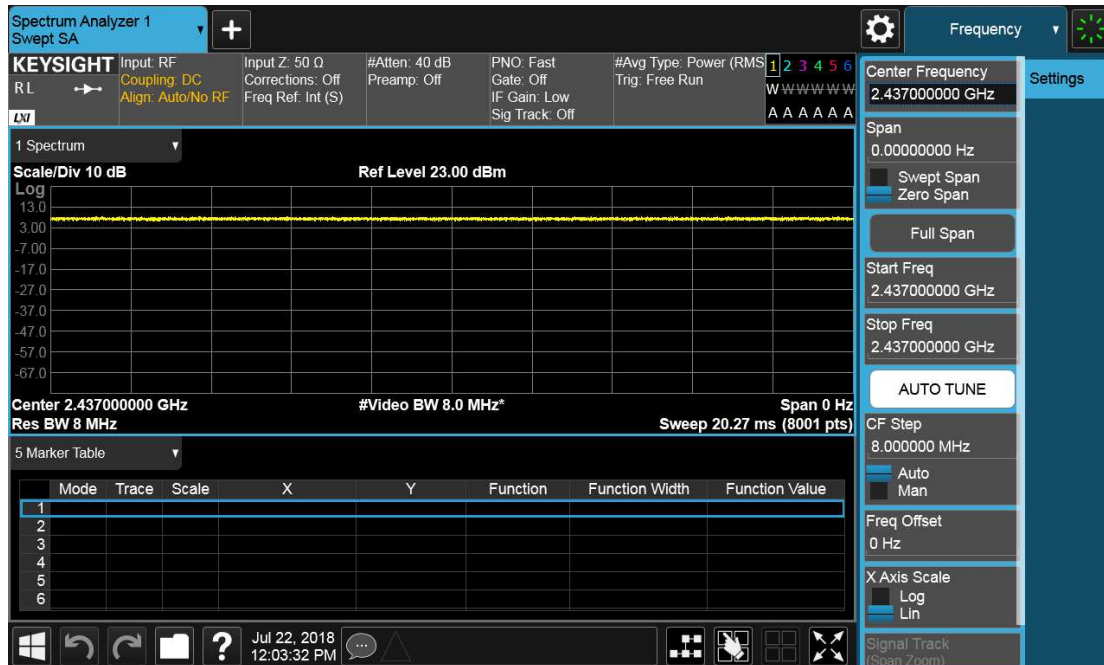 Spectrum Analyzer 1
Swept SA
+
Frequency
KEYSIGHT
R L
LXI
Input: RF
Coupling: DC
Align: Auto/No RF
Input Z: 50 Ω
Corrections: Off
Freq Ref: Int (S)
#Atten: 40 dB
Preamp: Off
PNO: Fast
Gate: Off
IF Gain: Low
Sig Track: Off
#Avg Type: Power (RMS
Trig: Free Run
1 2 3 4 5 6
W W W W W W
A A A A A A
Center Frequency
2.437000000 GHz
Settings
Span
0.00000000 Hz
Swept Span
Zero Span
Full Span
Start Freq
2.437000000 GHz
Stop Freq
2.437000000 GHz
AUTO TUNE
CF Step
8.000000 MHz
Auto
Man
Freq Offset
0 Hz
X Axis Scale
Log
Lin
Signal Track
(Span Zoom)
1 Spectrum
Scale/Div 10 dB
Ref Level 23.00 dBm
Log
13.0
3.00
-7.00
-17.0
-27.0
-37.0
-47.0
-57.0
-67.0
Center 2.437000000 GHz
#Video BW 8.0 MHz*
Span 0 Hz
Res BW 8 MHz
Sweep 20.27 ms (8001 pts)
5 Marker Table
Mode Trace Scale X Y Function Function Width Function Value
1
2
3
4
5
6
?
Jul 22, 2018
12:03:32 PM